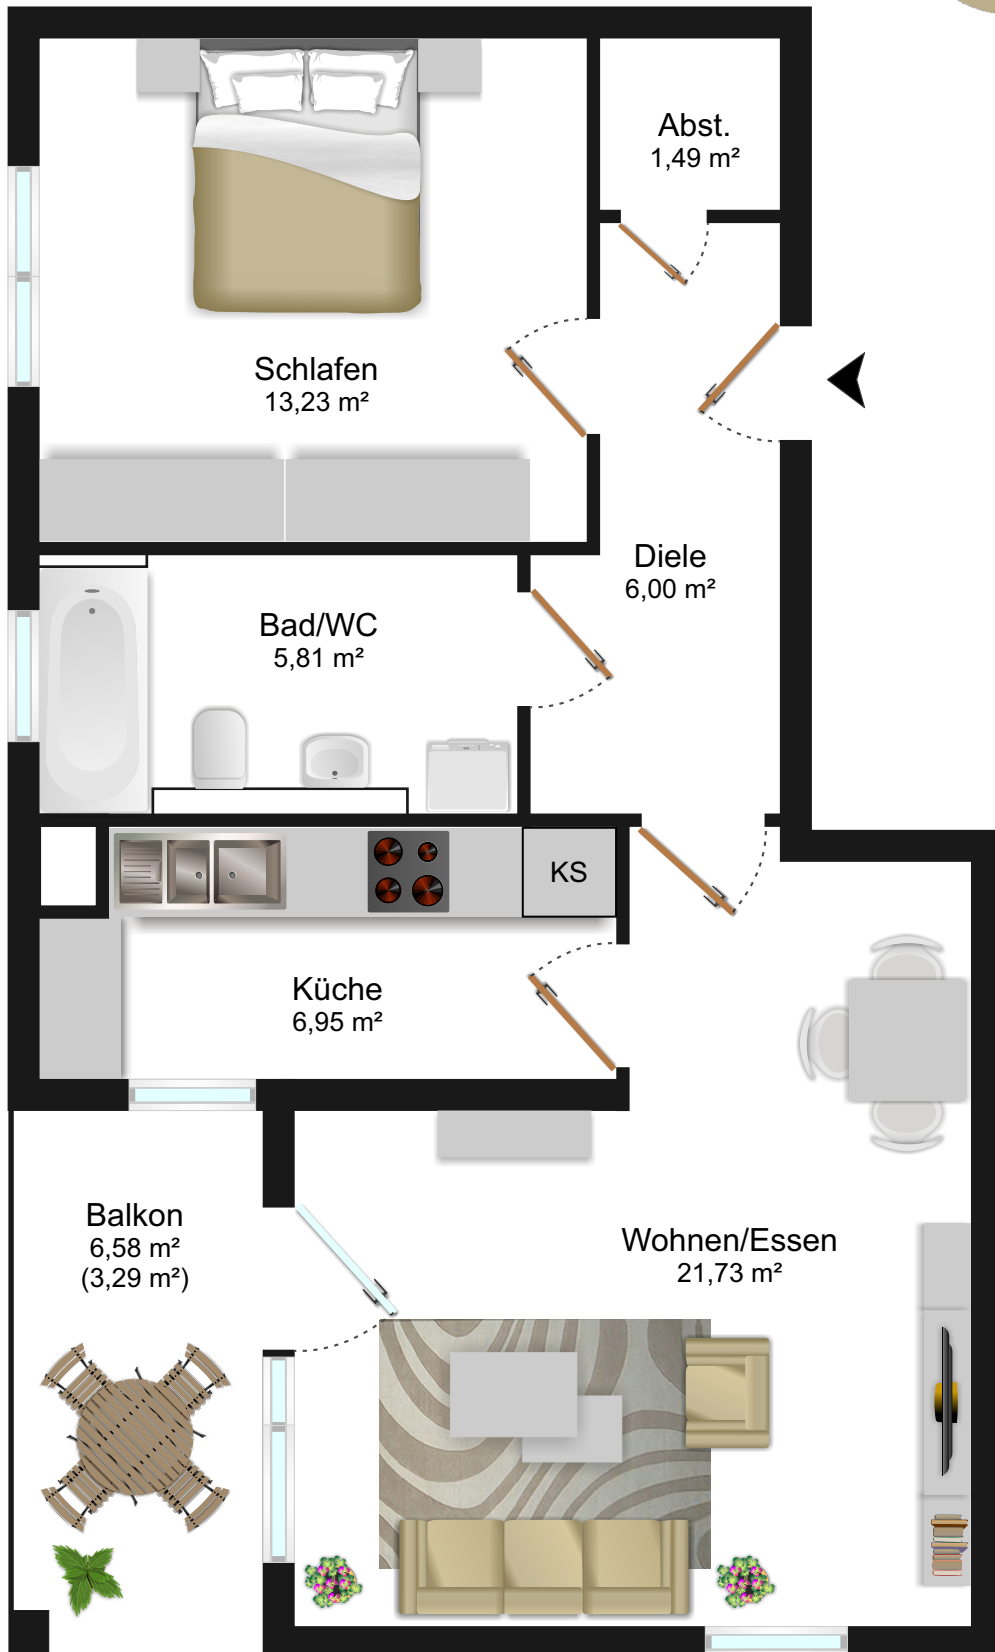 Abst.
1,49 m²
Schlafen
13,23 m²
Diele
6,00 m²
Bad/WC
5,81 m²
KS
Küche
6,95 m²
Balkon
6,58 m²
(3,29 m²)
Wohnen/Essen
21,73 m²